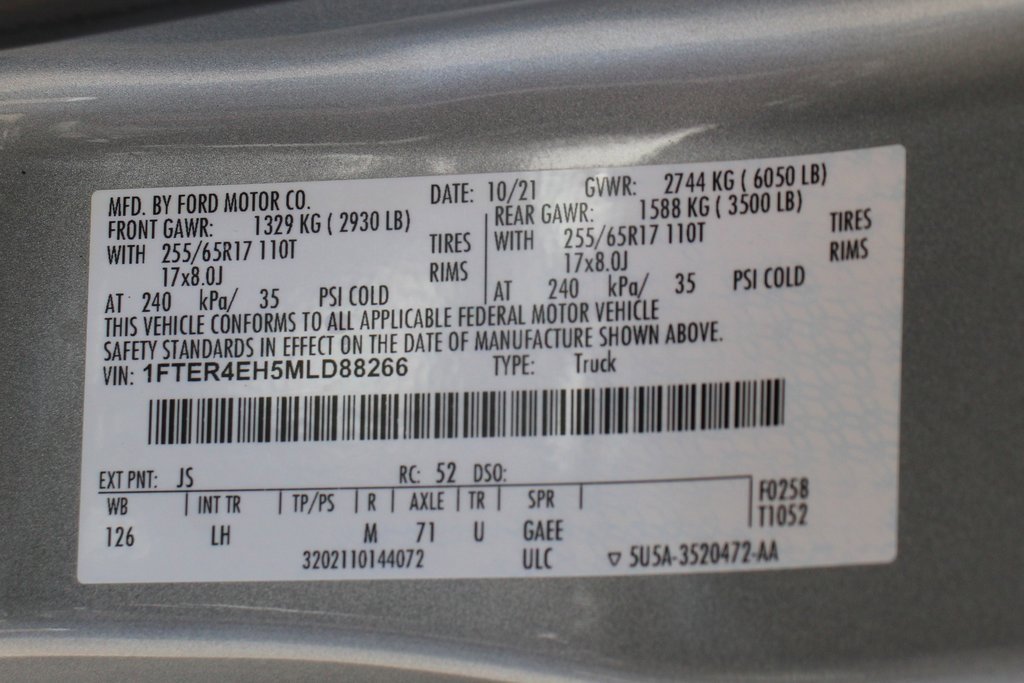 MFD. BY FORD MOTOR CO. DATE: 10/21 GVWR: 2744 KG ( 6050 LB)
FRONT GAWR: 1329 KG ( 2930 LB) REAR GAWR: 1588 KG ( 3500 LB)
WITH 255/65R17 110T TIRES WITH 255/65R17 110T TIRES
17x8.0J RIMS 17x8.0J RIMS
AT 240 kPa/ 35 PSI COLD AT 240 kPa/ 35 PSI COLD
THIS VEHICLE CONFORMS TO ALL APPLICABLE FEDERAL MOTOR VEHICLE
SAFETY STANDARDS IN EFFECT ON THE DATE OF MANUFACTURE SHOWN ABOVE.
VIN: 1FTER4EH5MLD88266 TYPE: Truck
EXT PNT: JS RC: 52 DSO:
WB INT TR TP/PS R AXLE TR SPR F0258
126 LH M 71 U GAEE T1052
3202110144072 ULC ▽ 5U5A-3520472-AA